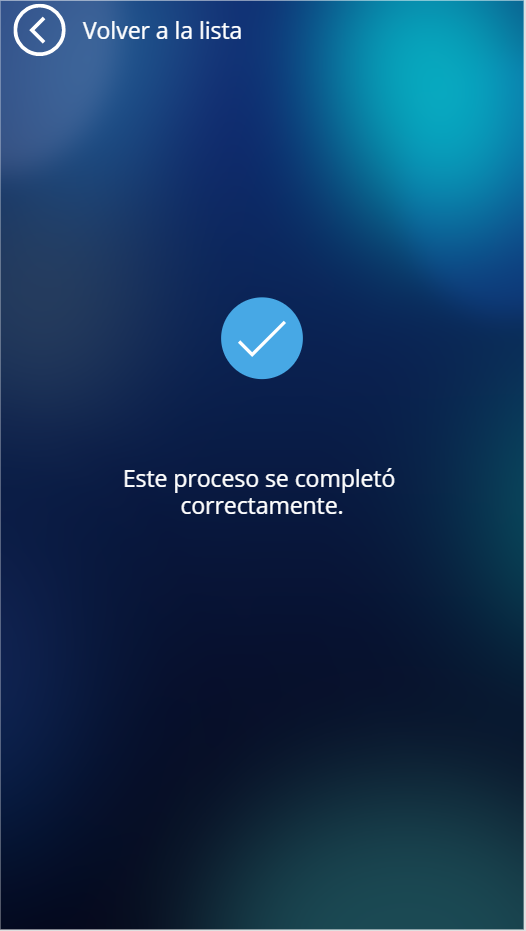 Volver a la lista
Este proceso se completó
correctamente.